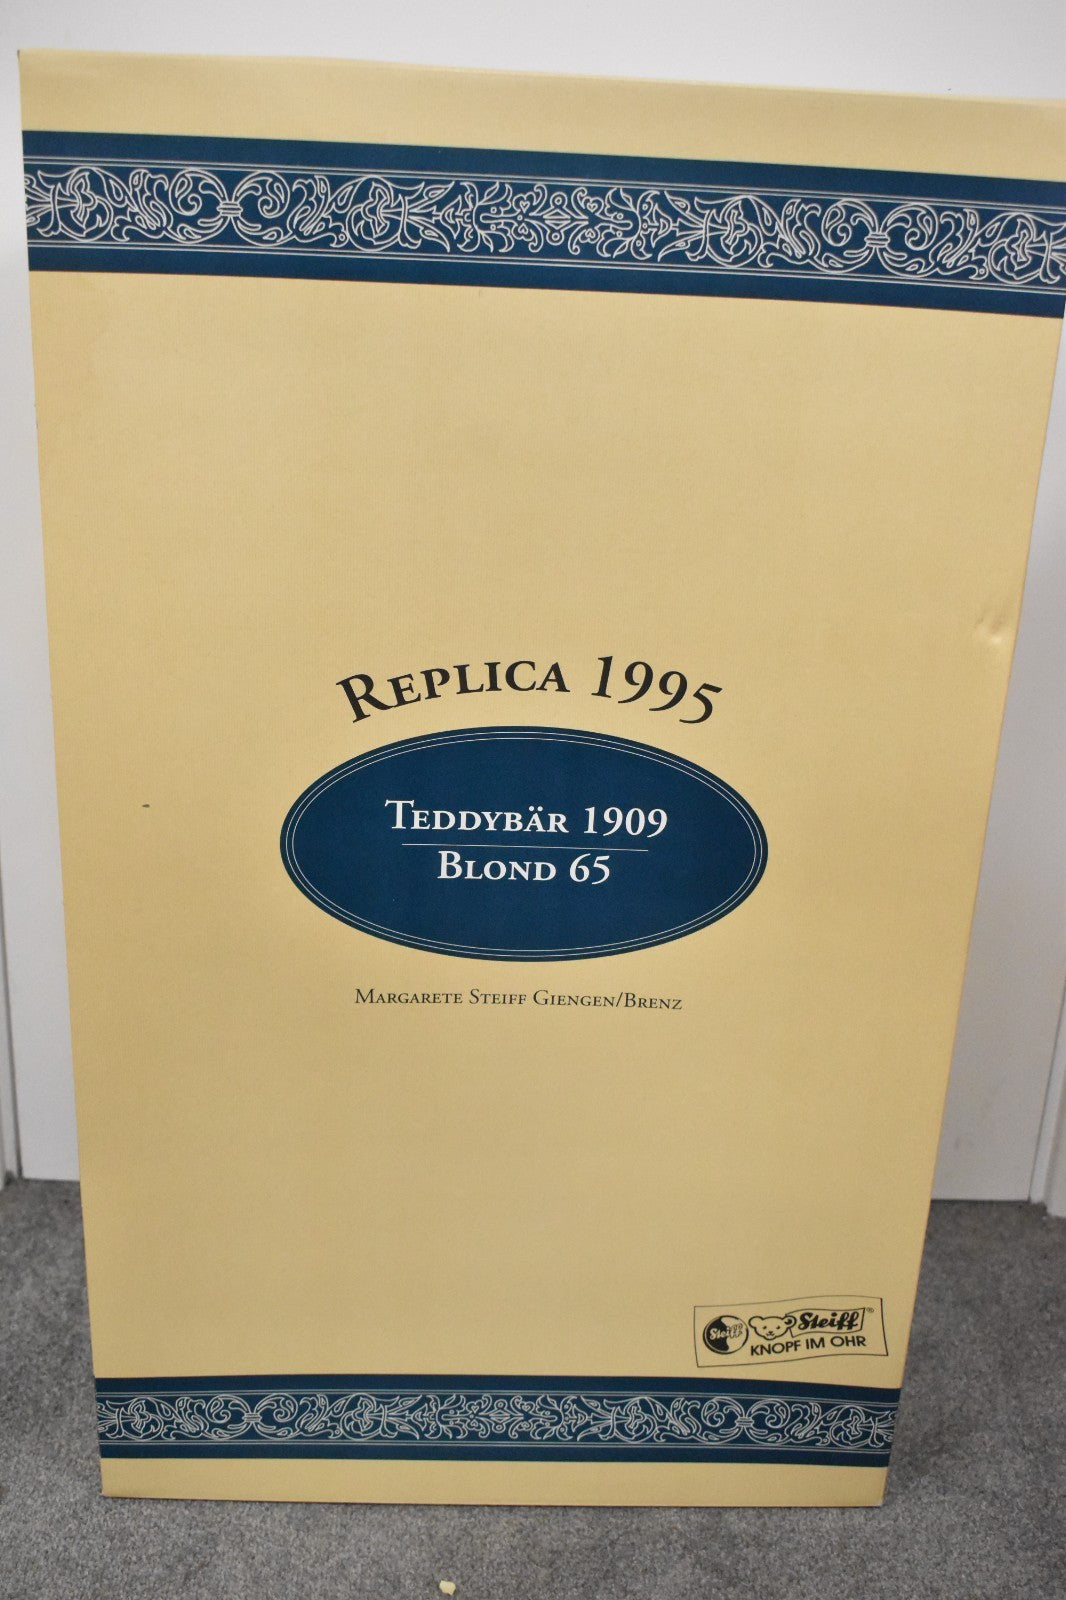 REPLICA 1995
TEDDYBÄR 1909
BLOND 65
MARGARETE STEIFF GIENGEN/BRENZ
Steiff
Steiff®
KNOPF IM OHR